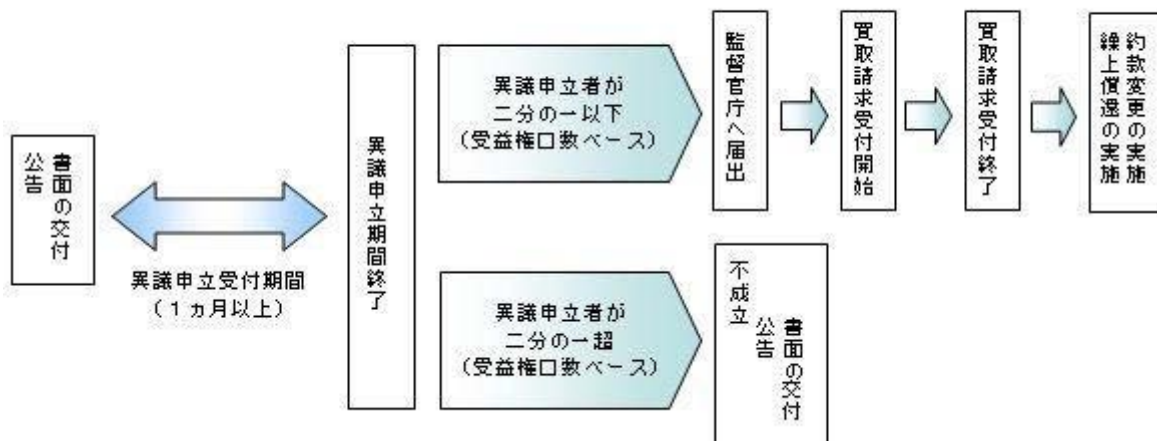 書面の交付
公告
異議申立受付期間
（１ヵ月以上）
異議申立期間終了
異議申立者が
二分の一以下
（受益権口数ベース）
監督官庁へ届出
買取請求受付開始
買取請求受付終了
約款変更の実施
繰上償還の実施
異議申立者が
二分の一超
（受益権口数ベース）
不成立
書面の交付
公告